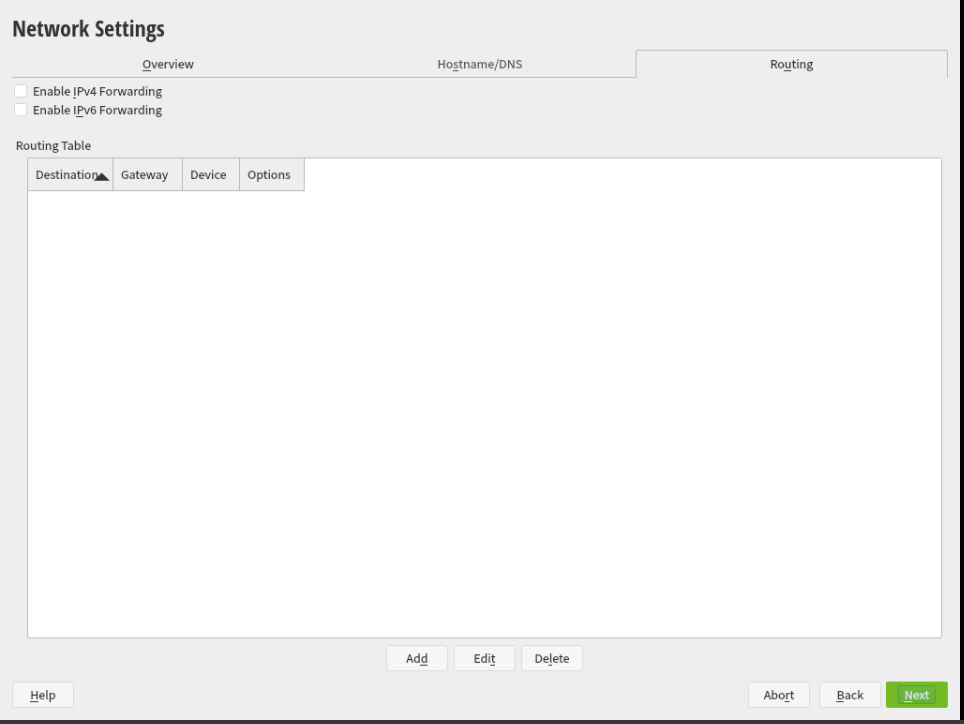 Network Settings
Overview Hostname/DNS Routing
Enable IPv4 Forwarding
Enable IPv6 Forwarding
Routing Table
Destination Gateway Device Options
Add Edit Delete
Help Abort Back Next